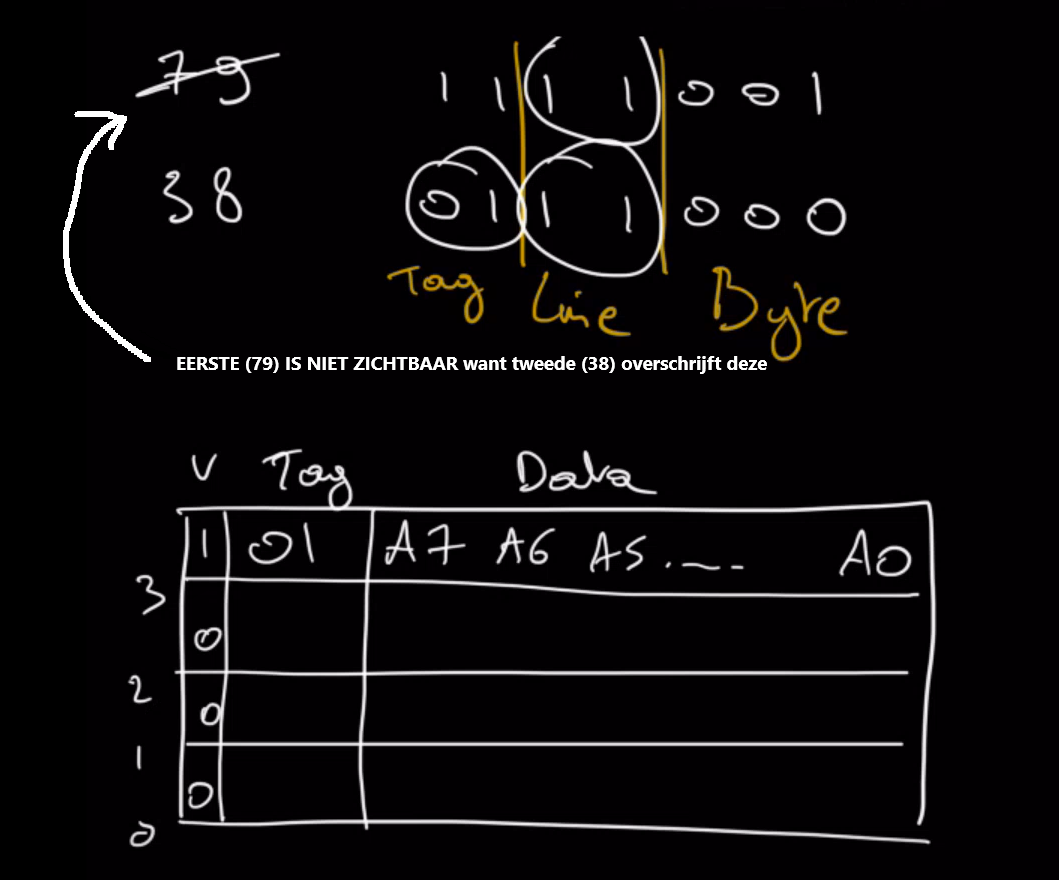 79 1 1 1 1 0 0 1
38 0 1 1 1 0 0 0
Tag Line Byte
EERSTE (79) IS NIET ZICHTBAAR want tweede (38) overschrijft deze
V Tag Data
1 01 A7 A6 A5 . . . . A0
3
0
2
0
1
0
0